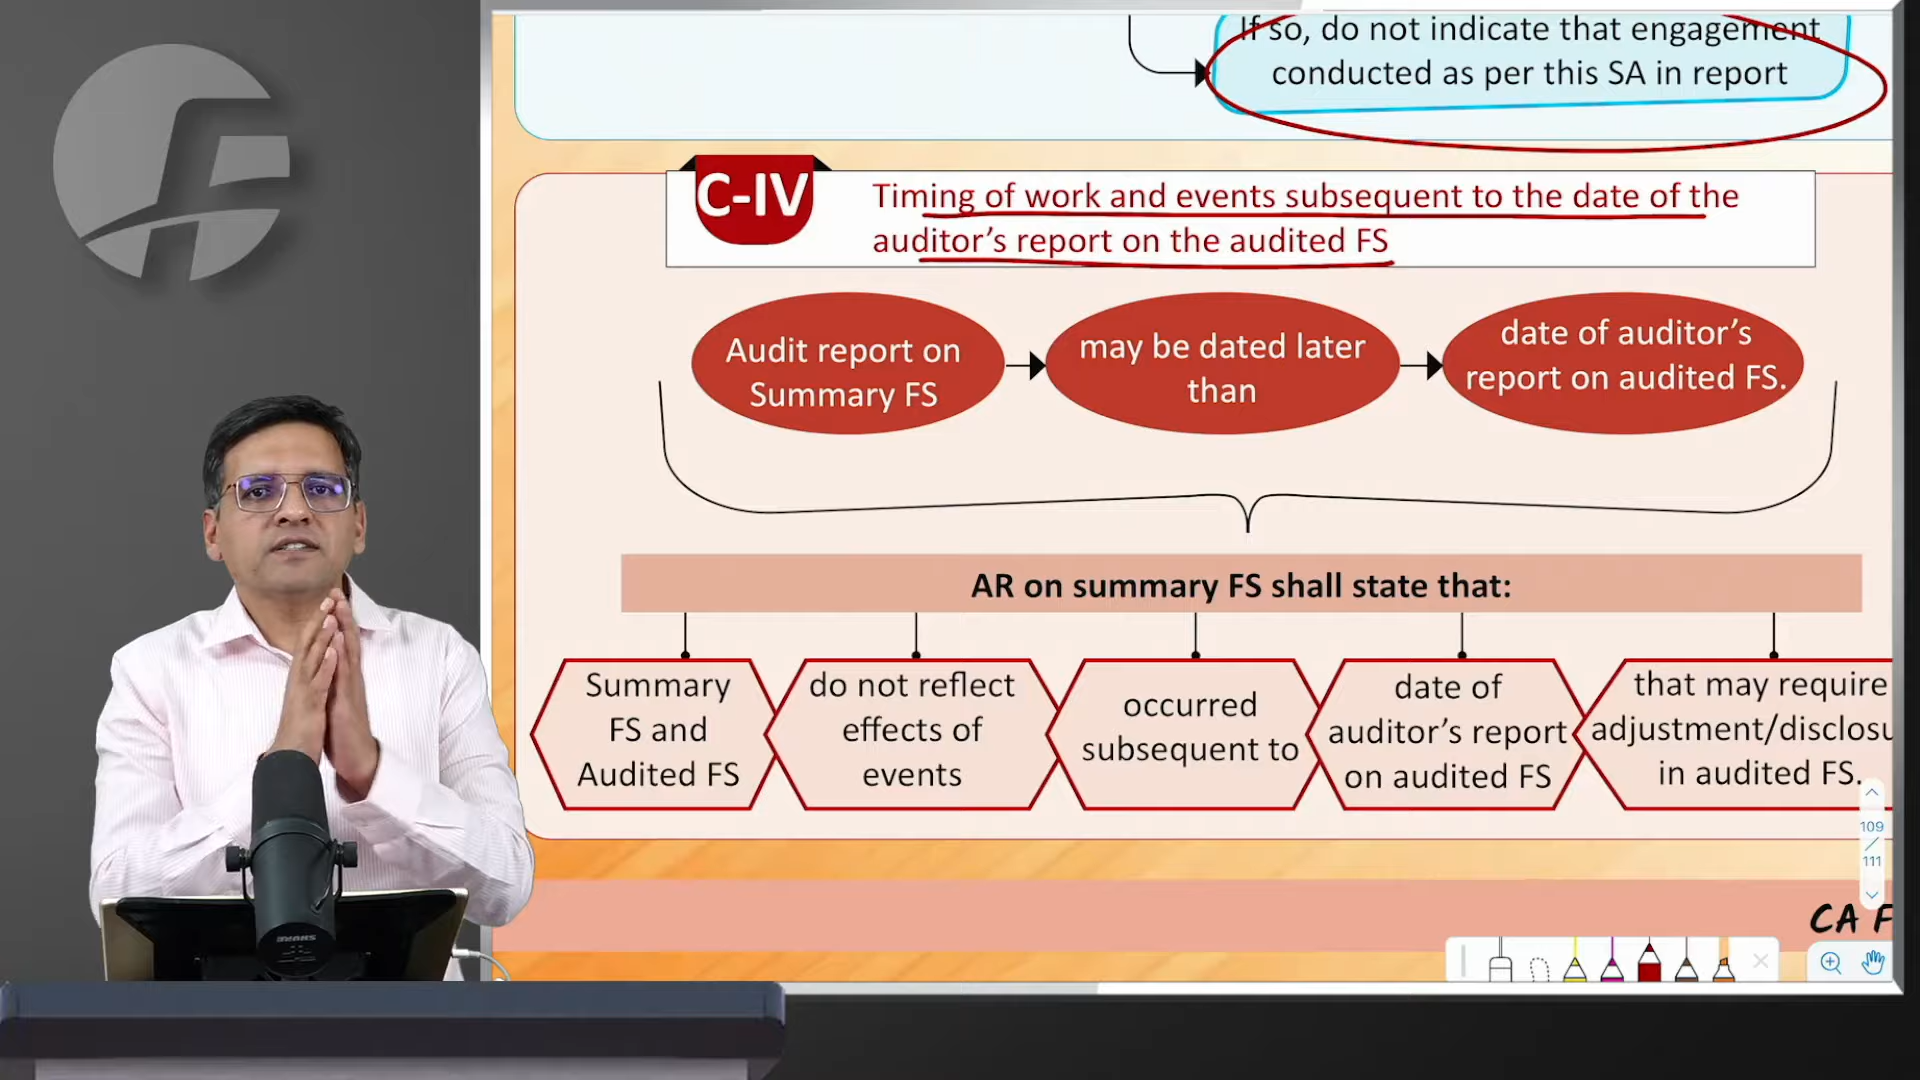 If so, do not indicate that engagement
conducted as per this SA in report
C-IV
Timing of work and events subsequent to the date of the
auditor’s report on the audited FS
Audit report on
Summary FS
may be dated later
than
date of auditor’s
report on audited FS.
AR on summary FS shall state that:
Summary
FS and
Audited FS
do not reflect
effects of
events
occurred
subsequent to
date of
auditor’s report
on audited FS
that may require
adjustment/disclosu
in audited FS.
109
/
111
CA F